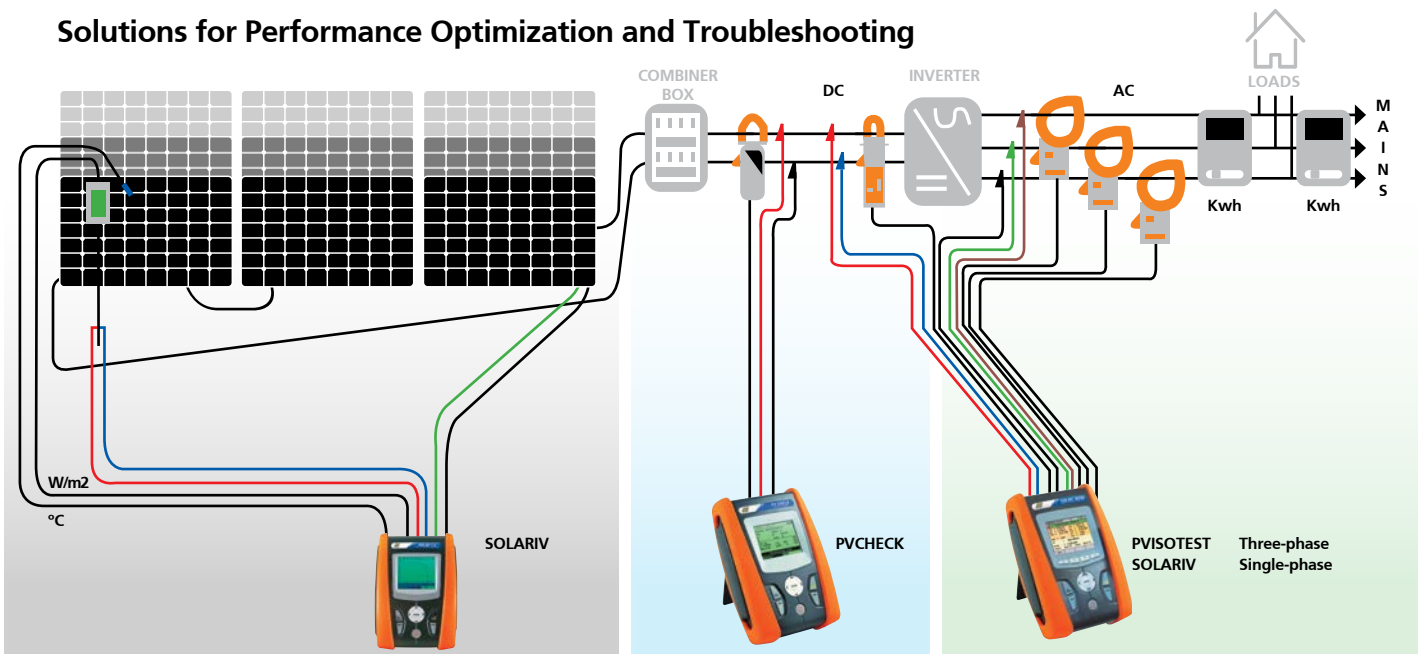 Solutions for Performance Optimization and Troubleshooting
COMBINER
BOX
DC
INVERTER
AC
LOADS
M
A
I
N
S
Kwh
Kwh
W/m2
ºC
SOLARIV
PVCHECK
PVISOTEST Three-phase
SOLARIV Single-phase